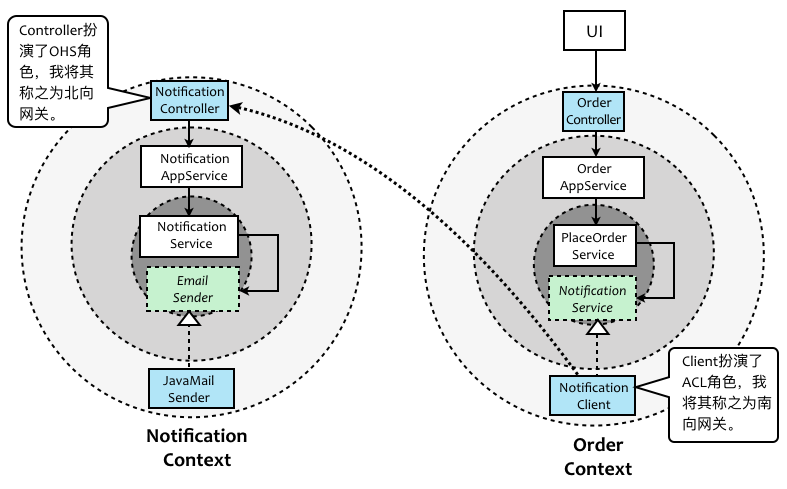 Controller扮
演了OHS角
色，我将其
称之为北向
网关。
Notification
Controller
Notification
AppService
Notification
Service
Email
Sender
JavaMail
Sender
Notification
Context
UI
Order
Controller
Order
AppService
PlaceOrder
Service
Notification
Service
Notification
Client
Client扮演了
ACL角色，我
将其称之为南
向网关。
Order
Context